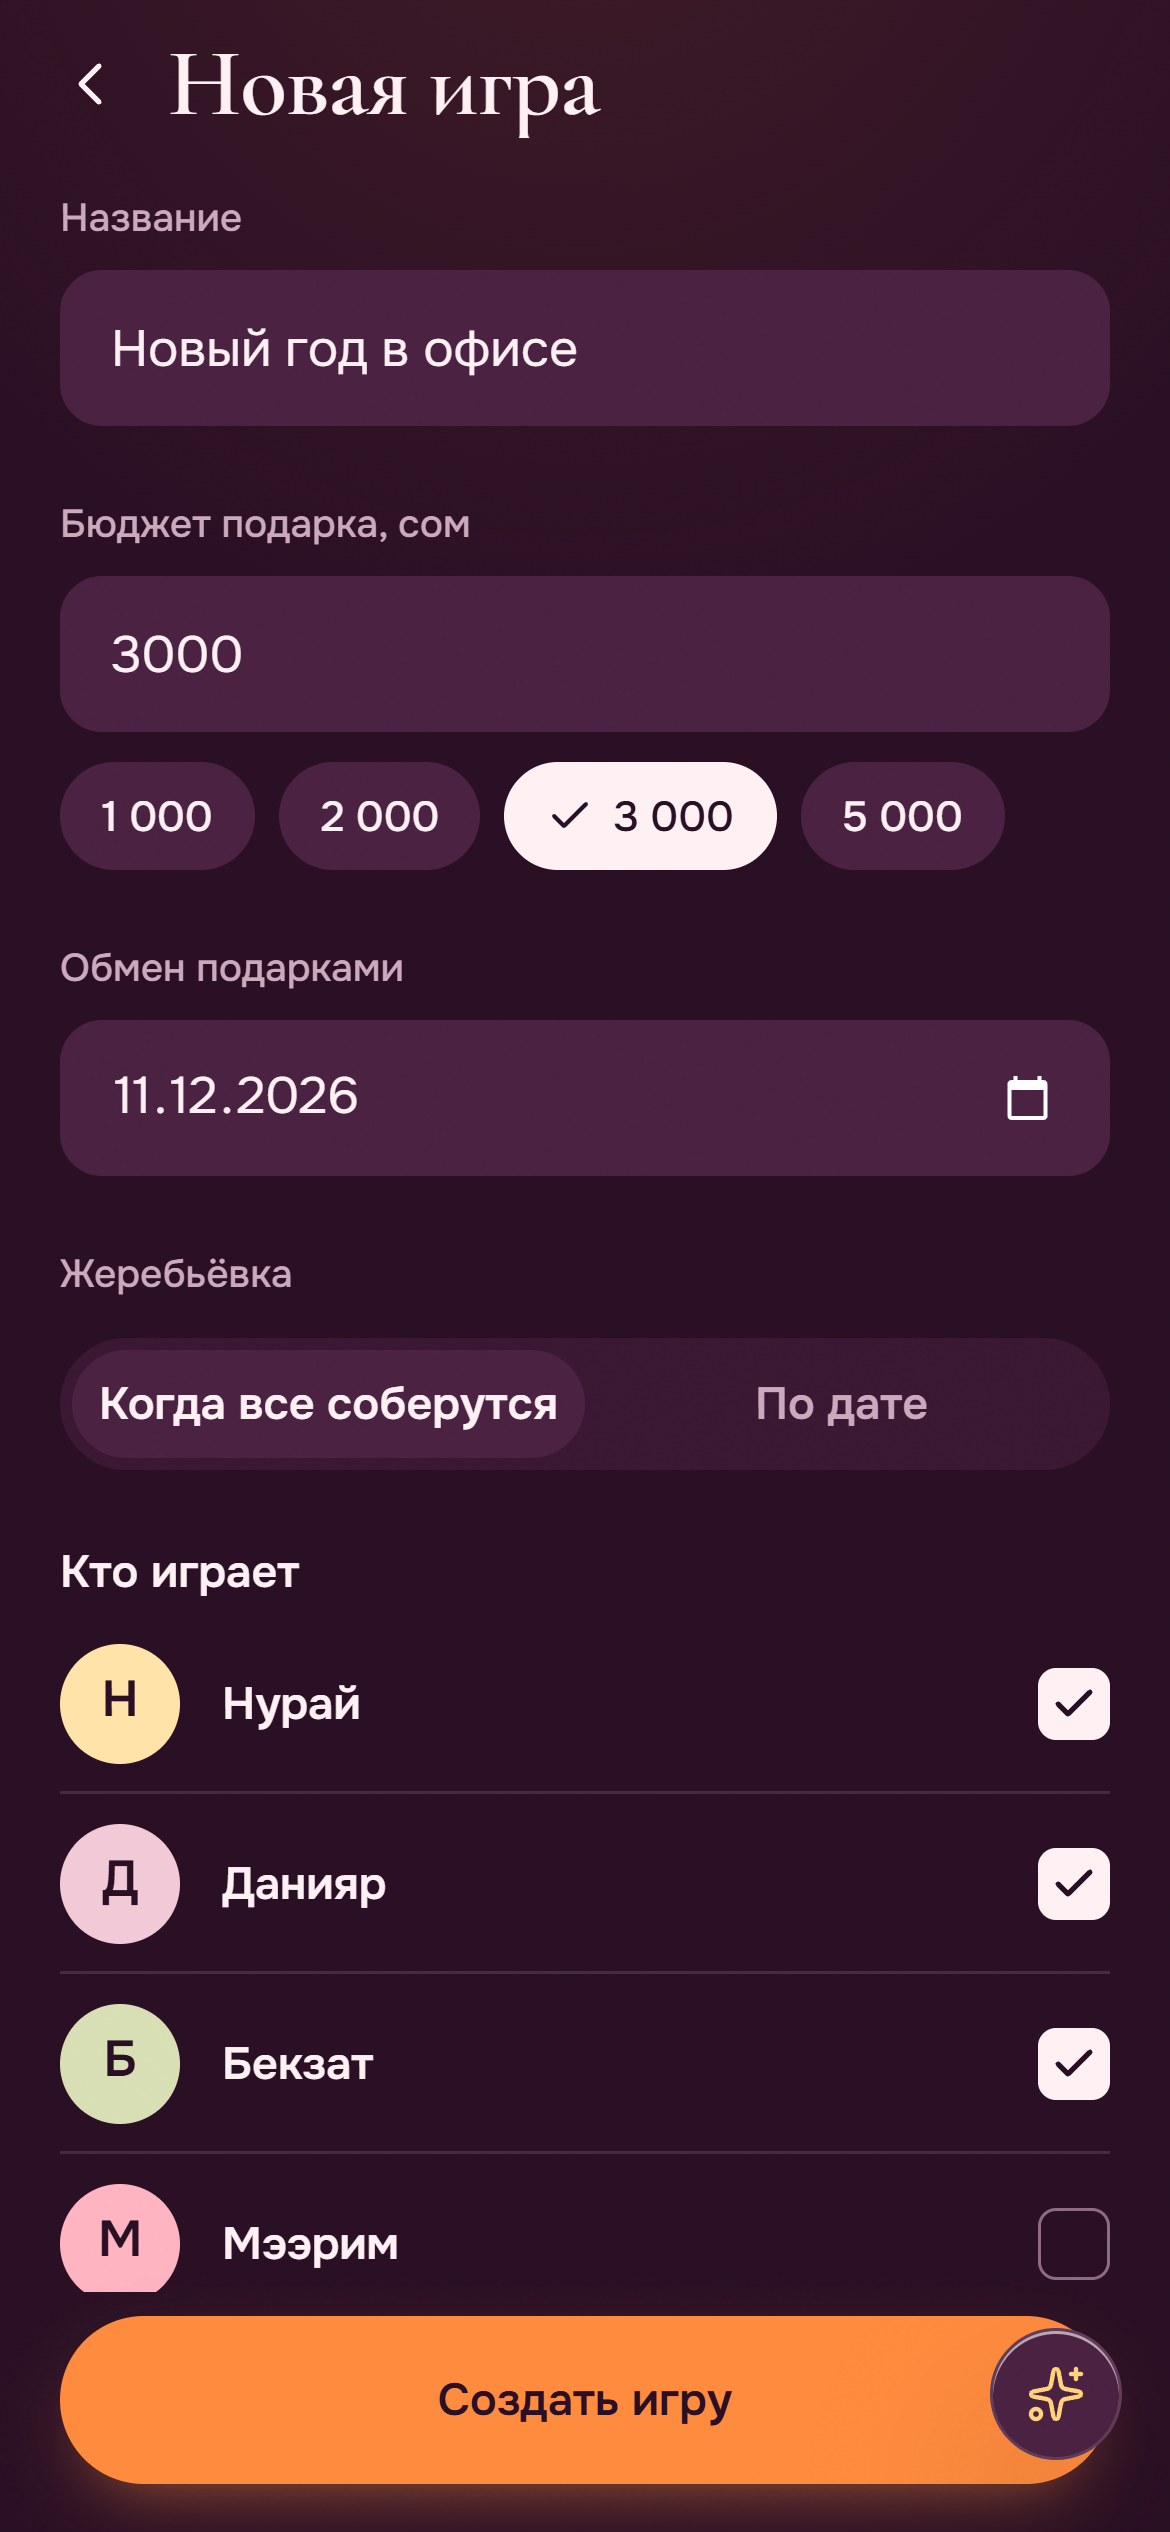 Новая игра
Название
Новый год в офисе
Бюджет подарка, сом
3000
1 000 2 000 3 000 5 000
Обмен подарками
11.12.2026
Жеребьёвка
Когда все соберутся По дате
Кто играет
Н Нурай
Д Данияр
Б Бекзат
М Мээрим
Создать игру